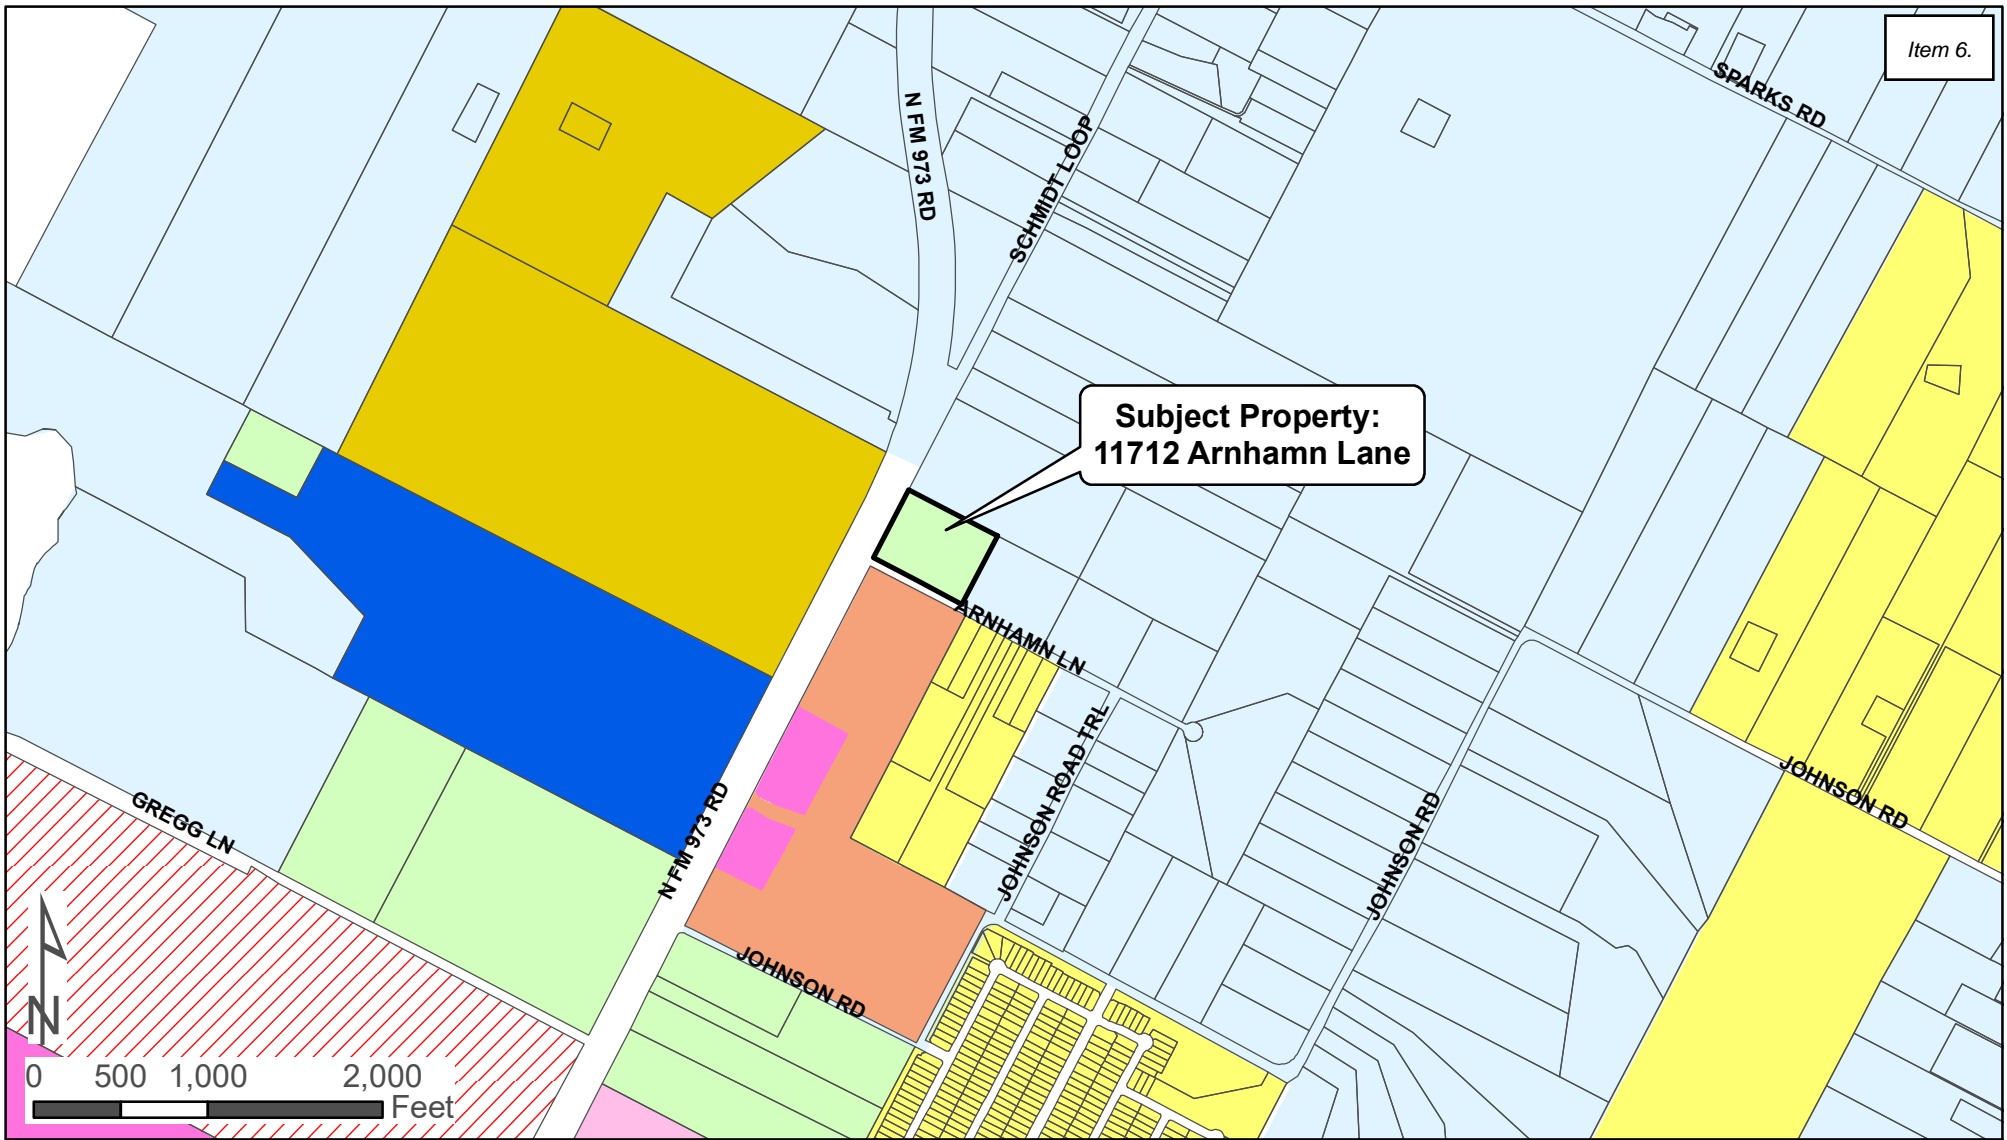 Item 6.
SPARKS RD
N FM 973 RD
SCHMIDT LOOP
Subject Property:
11712 Arnhamn Lane
ARNHAMN LN
JOHNSON ROAD TRL
JOHNSON RD
JOHNSON RD
GREGG LN
N FM 973 RD
JOHNSON RD
N
0 500 1,000 2,000
Feet